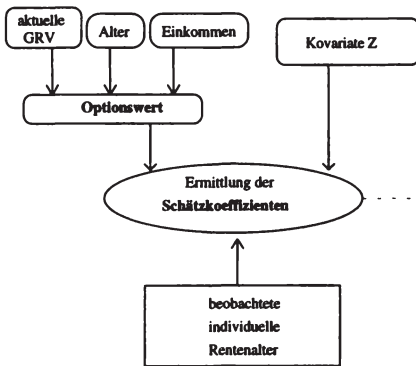 aktuelle
GRV
Alter
Einkommen
Kovariate Z
Optionswert
Ermittlung der
Schätzkoeffizienten
beobachtete
individuelle
Rentenalter